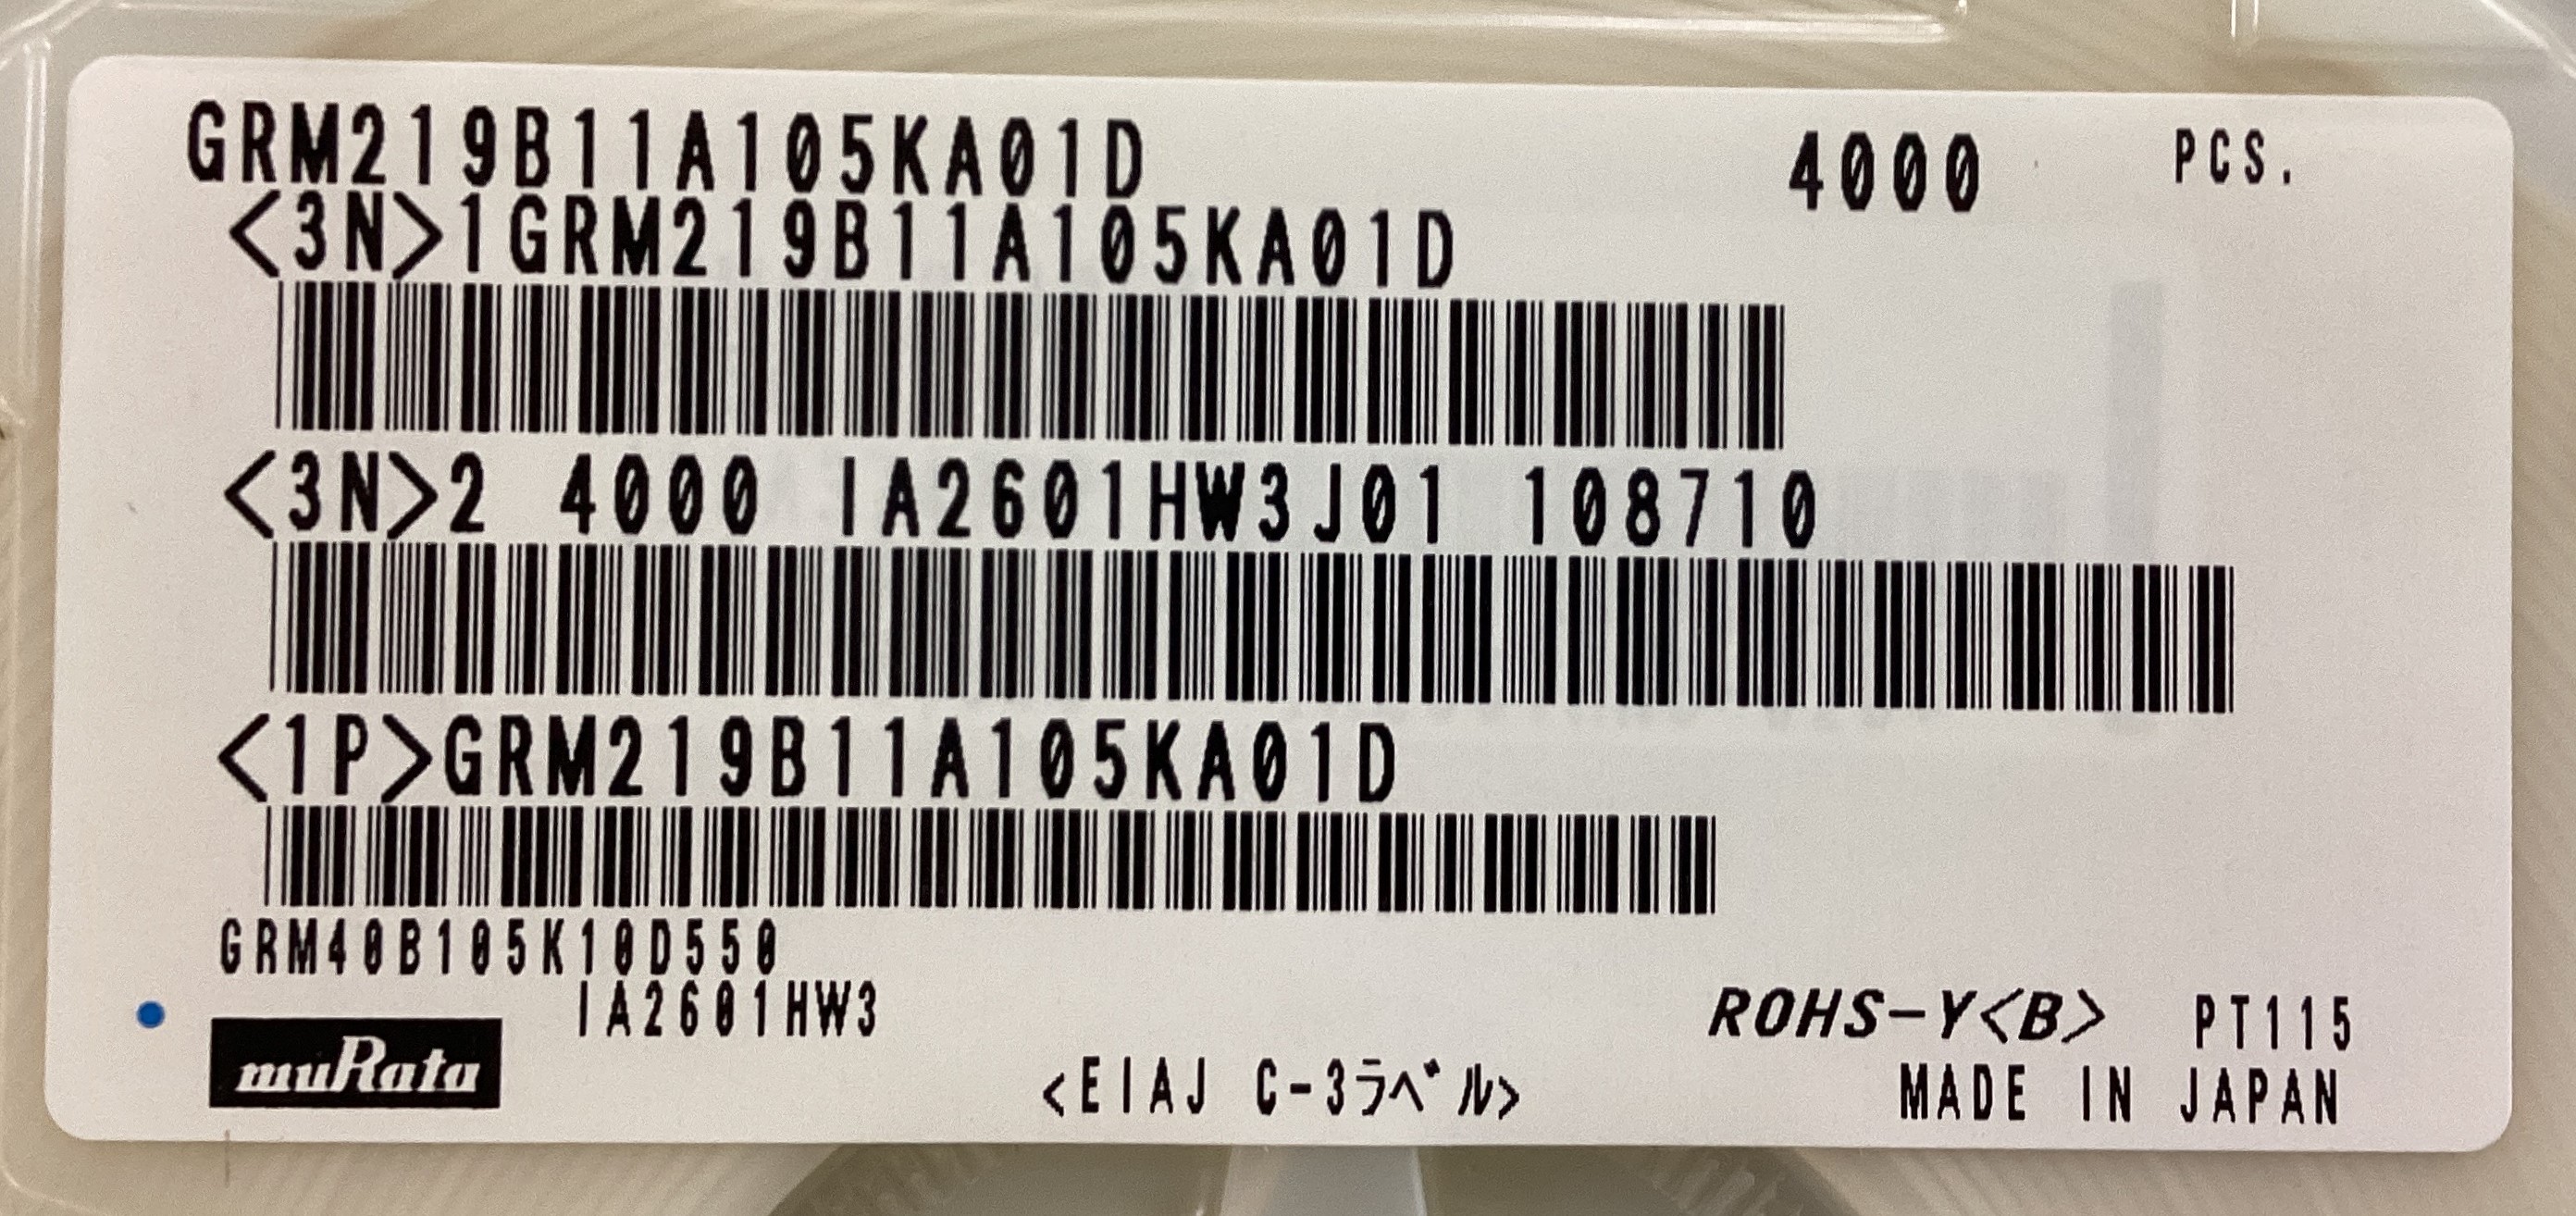 GRM219B11A105KA01D 4000 PCS.
<3N>1GRM219B11A105KA01D
<3N>2 4000 IA2601HW3J01 108710
<1P>GRM219B11A105KA01D
GRM40B105K10D550
IA2601HW3
ROHS-Y<B> PT115
muRata
<EIAJ C-3ラベル>
MADE IN JAPAN